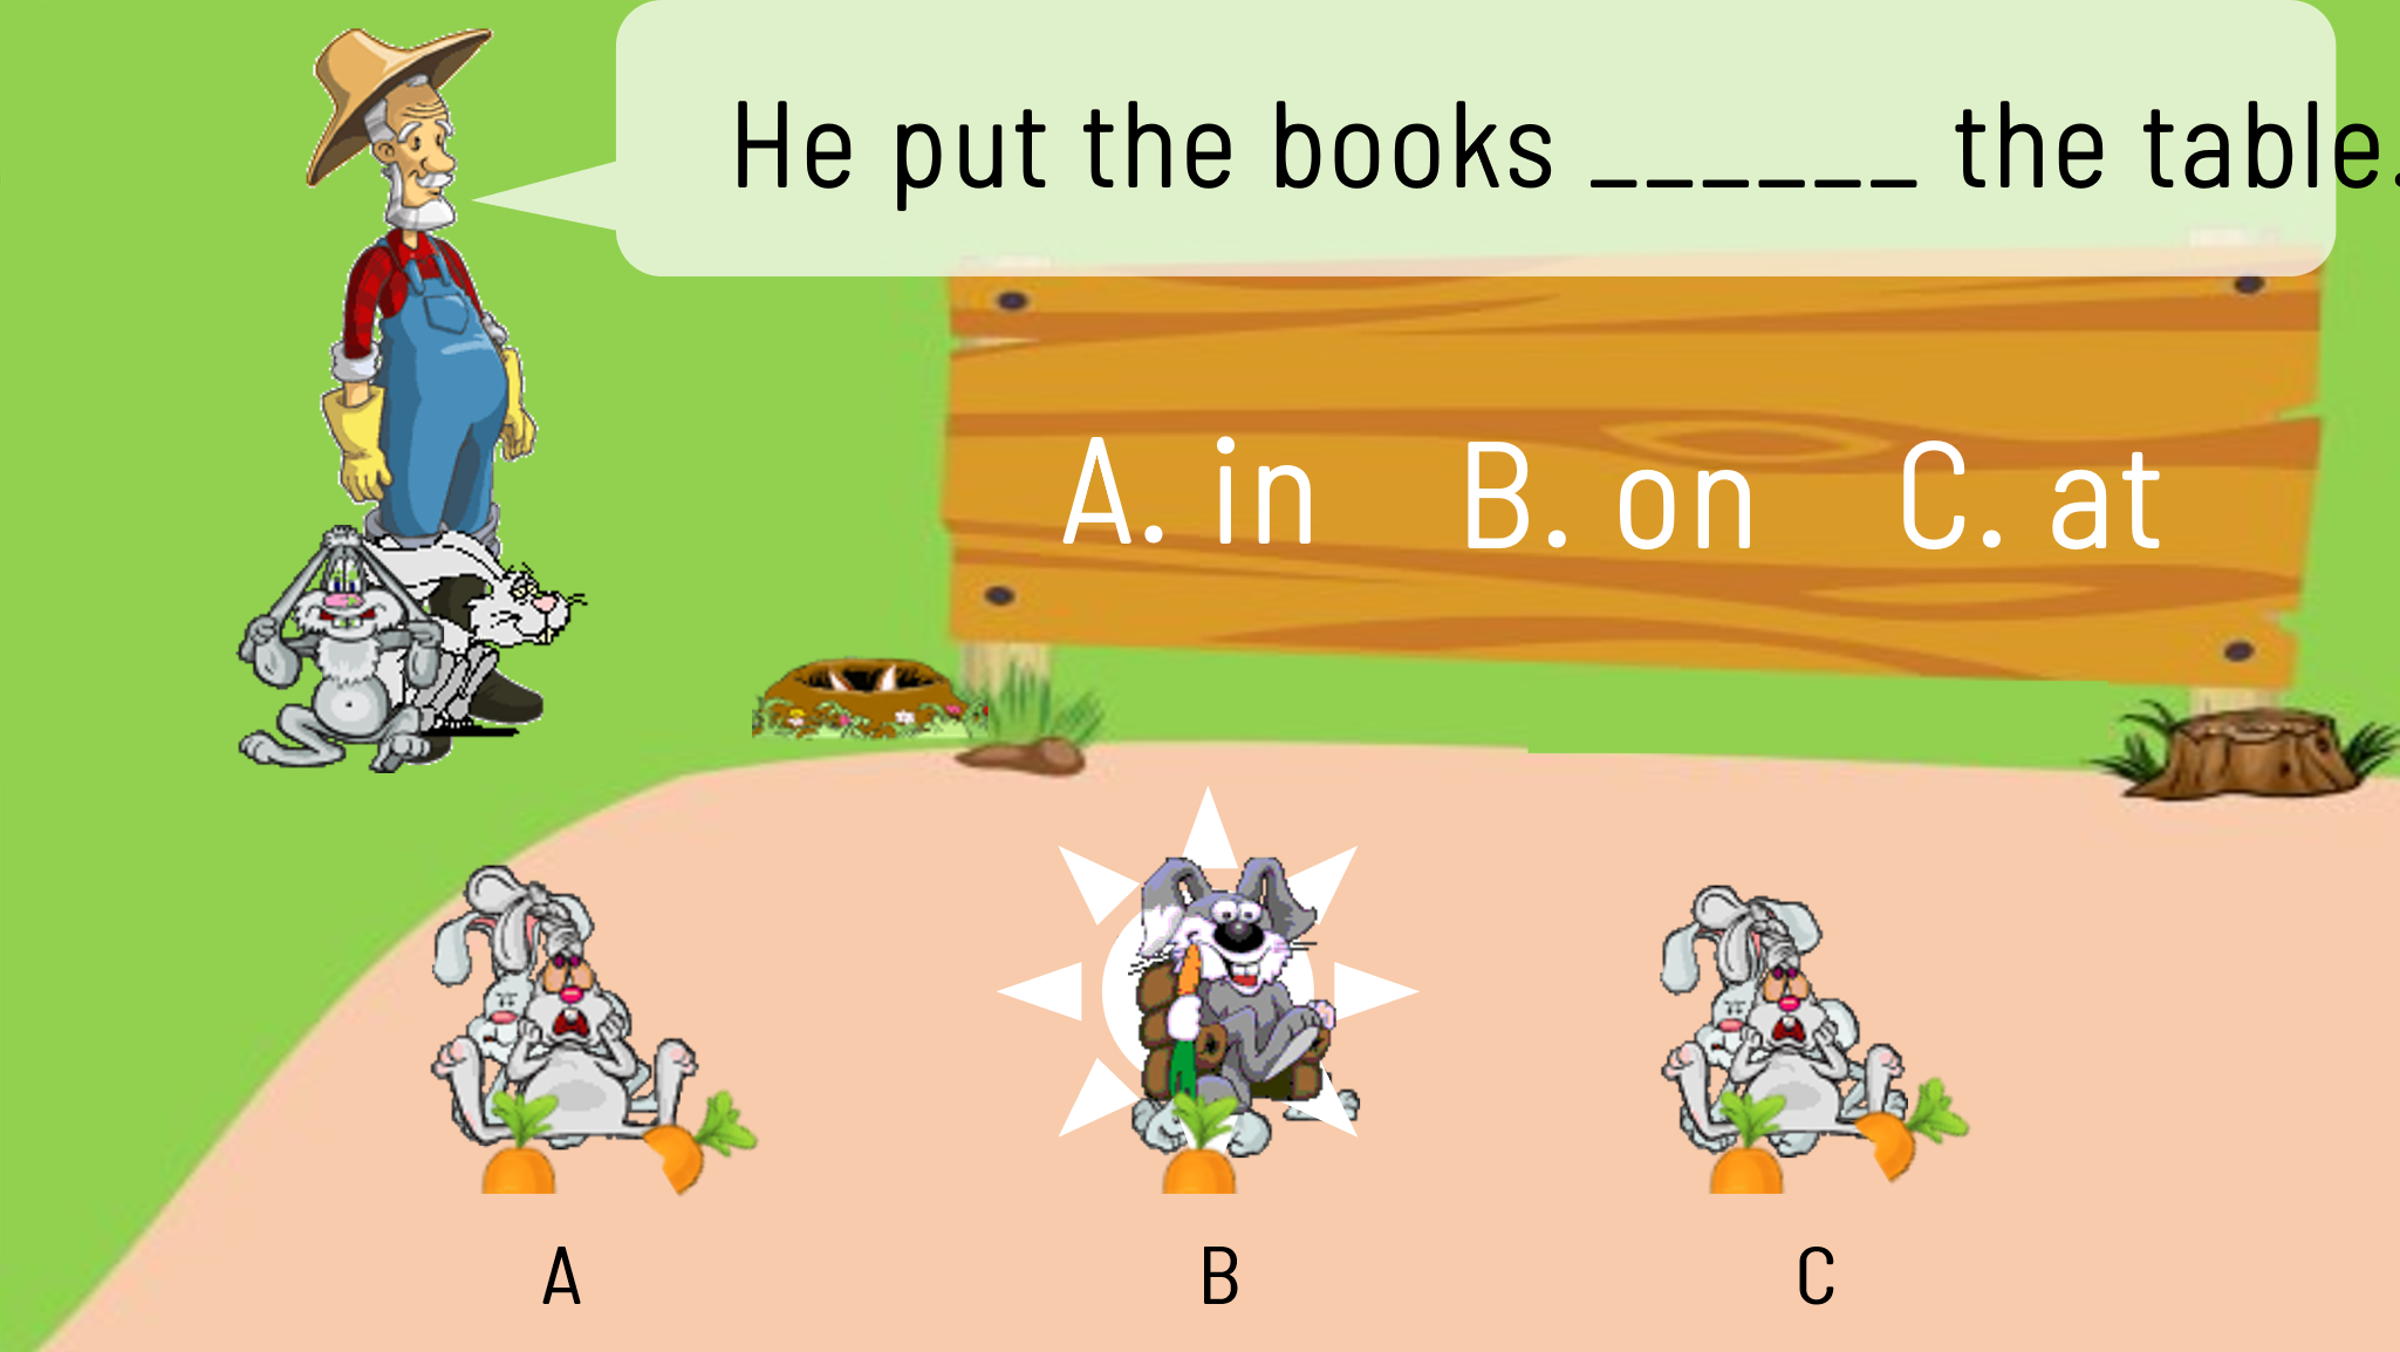 He put the books ______ the table.
A. in B. on C. at
A B C